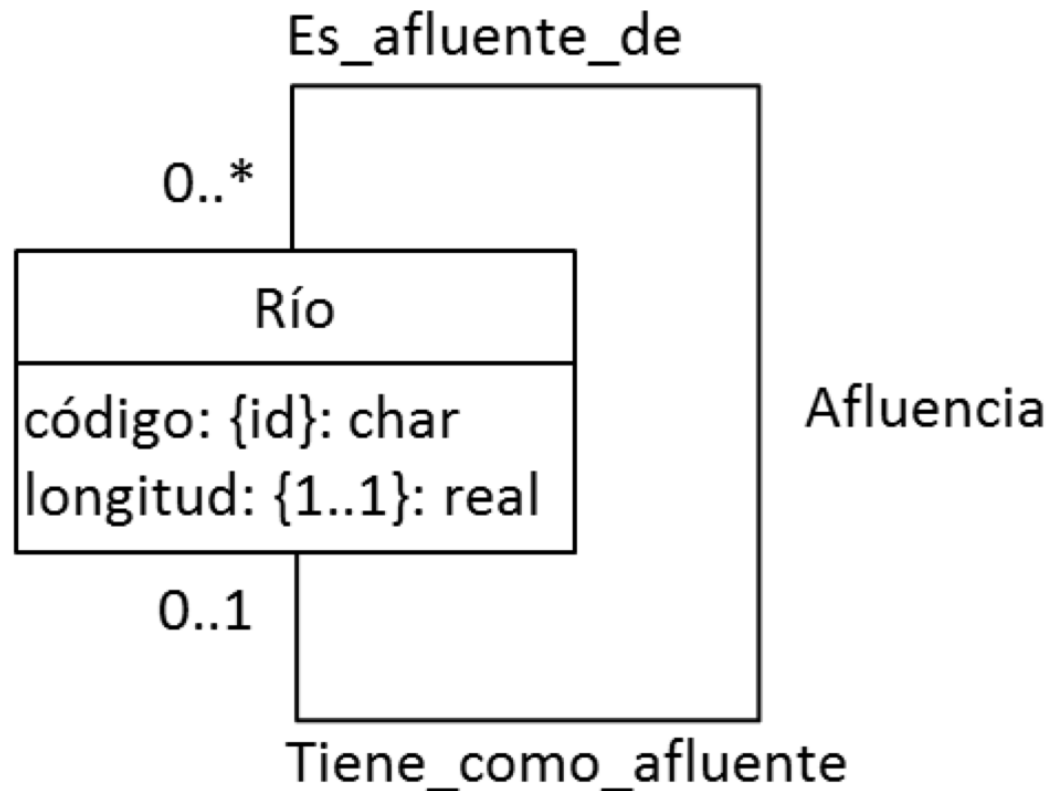 Es_afluente_de
0..*
Río
código: {id}: char
longitud: {1..1}: real
Afluencia
0..1
Tiene_como_afluente